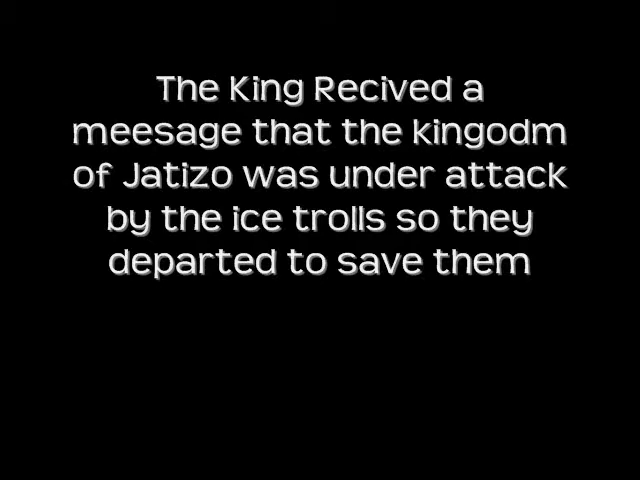 The King Recived a
meesage that the kingodm
of Jatizo was under attack
by the ice trolls so they
departed to save them